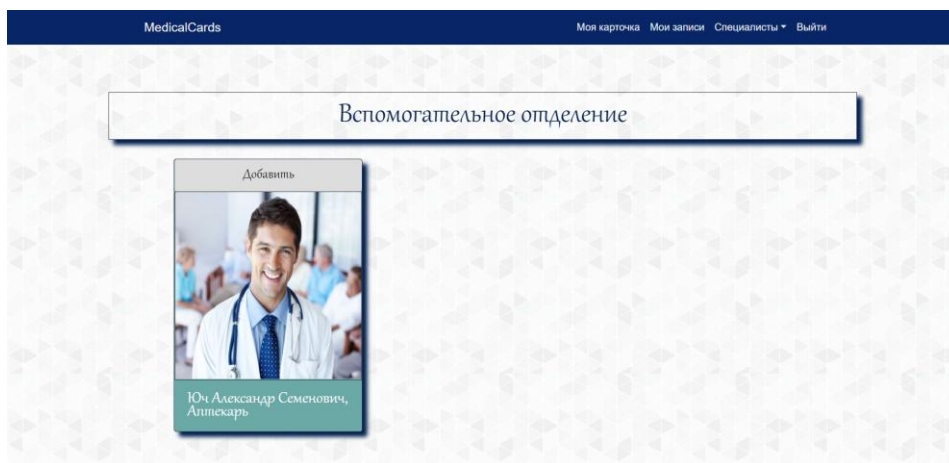 MedicalCards Моя карточка Мои записи Специалисты Выйти
Вспомогательное отделение
Добавить
Юч Александр Семенович,
Аптекарь